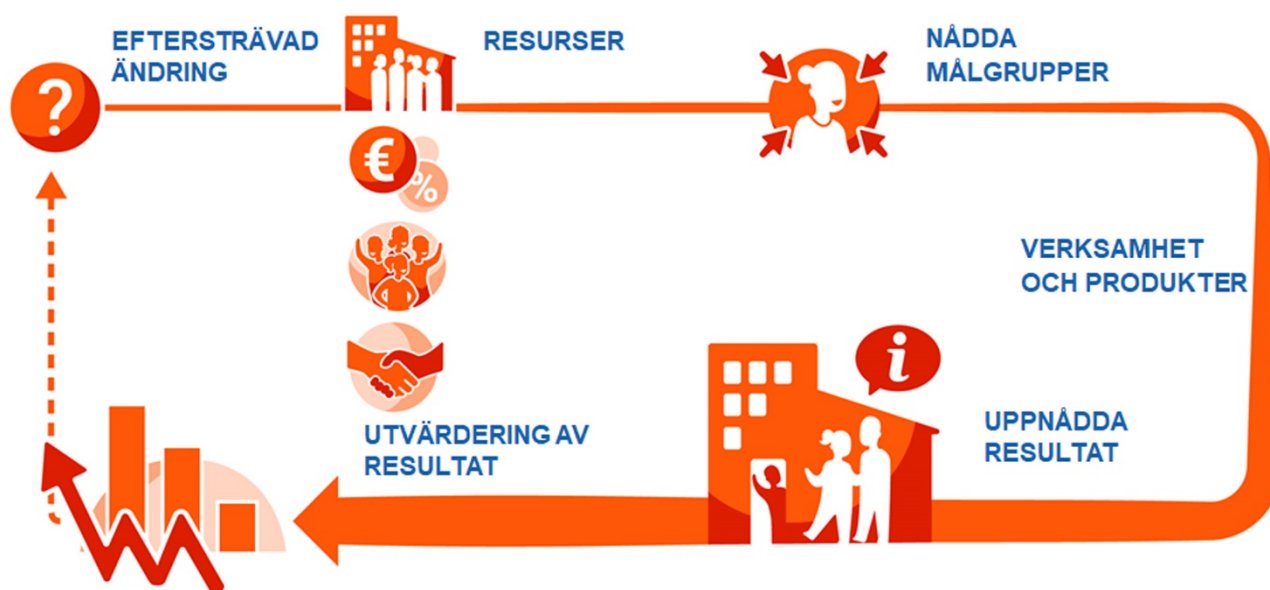 EFTERSTRÄVAD
ÄNDRING
RESURSER
NÅDDA
MÅLGRUPPER
?
€
%
VERKSAMHET
OCH PRODUKTER
i
UPPNÅDDA
RESULTAT
UTVÄRDERING AV
RESULTAT